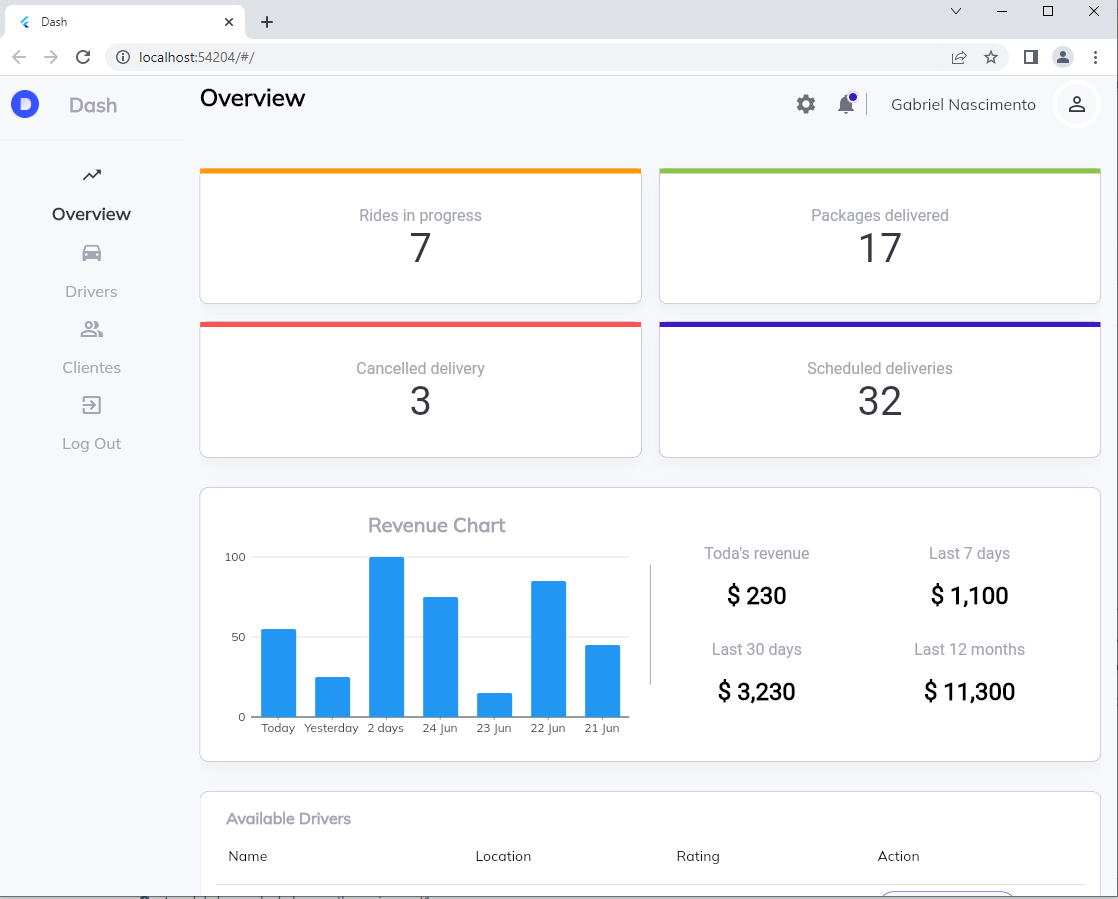 Dash
localhost:54204/#/
D Dash
Overview
Gabriel Nascimento
Overview
Drivers
Clientes
Log Out
Rides in progress
7
Packages delivered
17
Cancelled delivery
3
Scheduled deliveries
32
Revenue Chart
100
50
0
Today Yesterday 2 days 24 Jun 23 Jun 22 Jun 21 Jun
Toda's revenue
$ 230
Last 7 days
$ 1,100
Last 30 days
$ 3,230
Last 12 months
$ 11,300
Available Drivers
Name Location Rating Action